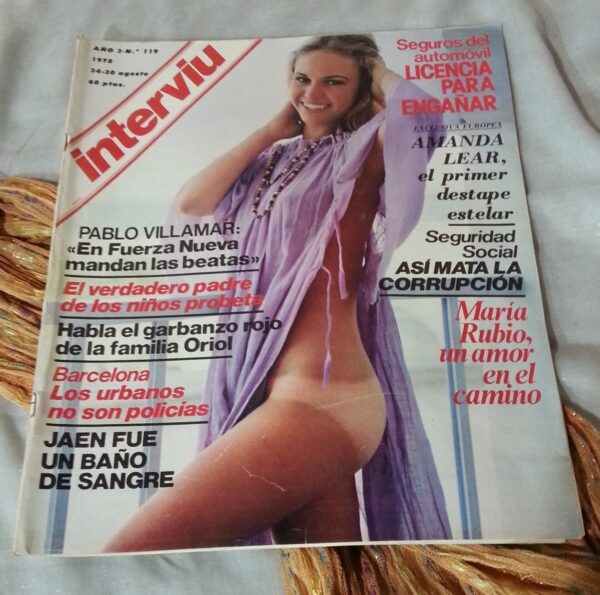 AÑO 3-N.º 119
1978
24-30 agosto
60 ptas.
interviu
Seguros del
automóvil
LICENCIA
PARA
ENGAÑAR
EXCLUSIVA EUROPEA
AMANDA
LEAR,
el primer
destape
estelar
Seguridad
Social
ASÍ MATA LA
CORRUPCIÓN
María
Rubio,
un amor
en el
camino
PABLO VILLAMAR:
«En Fuerza Nueva
mandan las beatas»
El verdadero padre
de los niños probeta
Habla el garbanzo rojo
de la familia Oriol
Barcelona
Los urbanos
no son policías
JAEN FUE
UN BAÑO
DE SANGRE